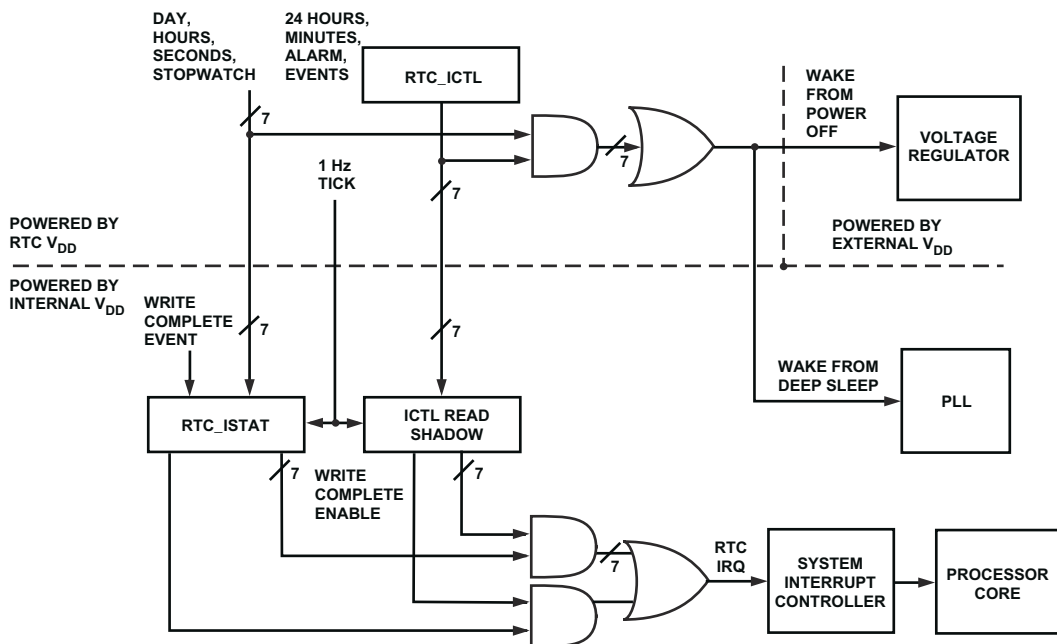 DAY,
HOURS,
SECONDS,
STOPWATCH
24 HOURS,
MINUTES,
ALARM,
EVENTS
RTC_ICTL
7
7
7
1 Hz
TICK
WAKE
FROM
POWER
OFF
VOLTAGE
REGULATOR
POWERED BY
RTC VDD
POWERED BY
EXTERNAL VDD
POWERED BY
INTERNAL VDD
WRITE
COMPLETE
EVENT
7
7
WAKE FROM
DEEP SLEEP
PLL
RTC_ISTAT
ICTL READ
SHADOW
7
7
WRITE
COMPLETE
ENABLE
7
RTC
IRQ
SYSTEM
INTERRUPT
CONTROLLER
PROCESSOR
CORE